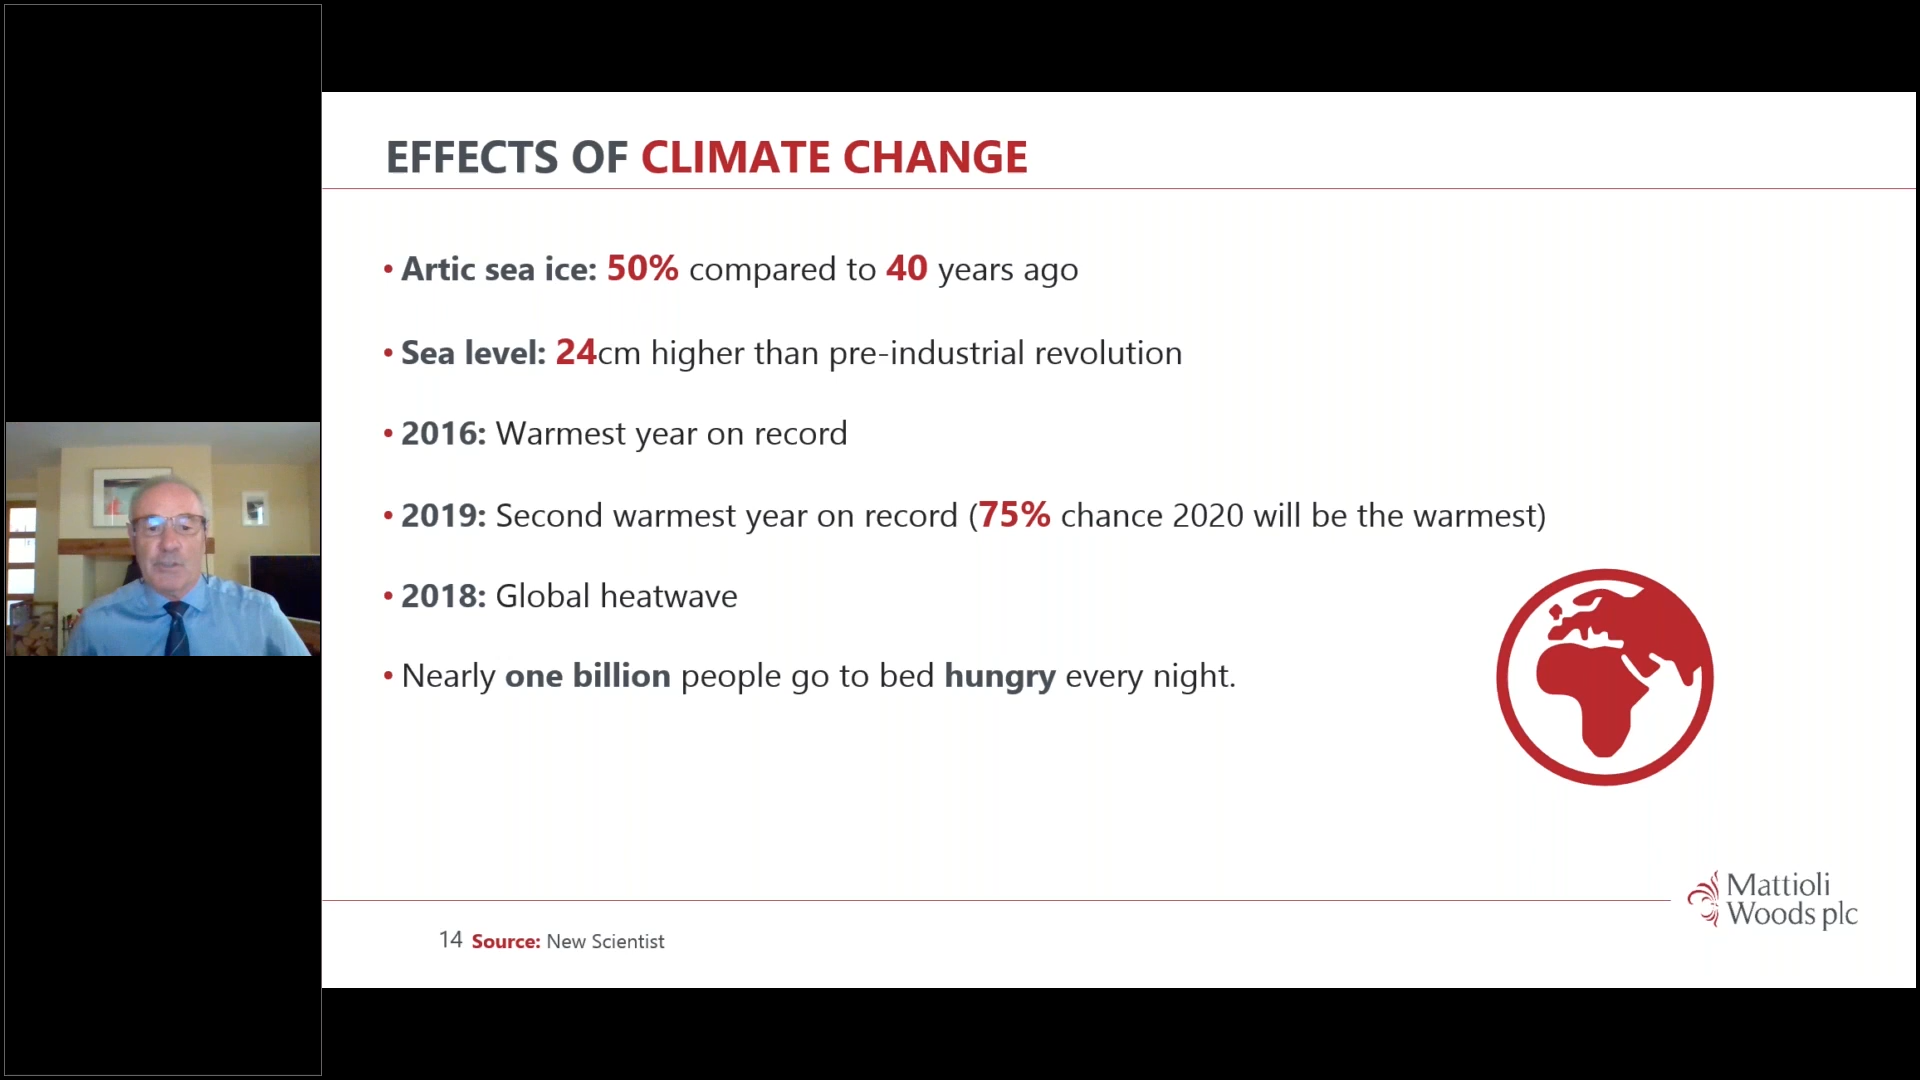 EFFECTS OF CLIMATE CHANGE
• Artic sea ice: 50% compared to 40 years ago
• Sea level: 24cm higher than pre-industrial revolution
• 2016: Warmest year on record
• 2019: Second warmest year on record (75% chance 2020 will be the warmest)
• 2018: Global heatwave
• Nearly one billion people go to bed hungry every night.
Mattioli
Woods plc
14 Source: New Scientist